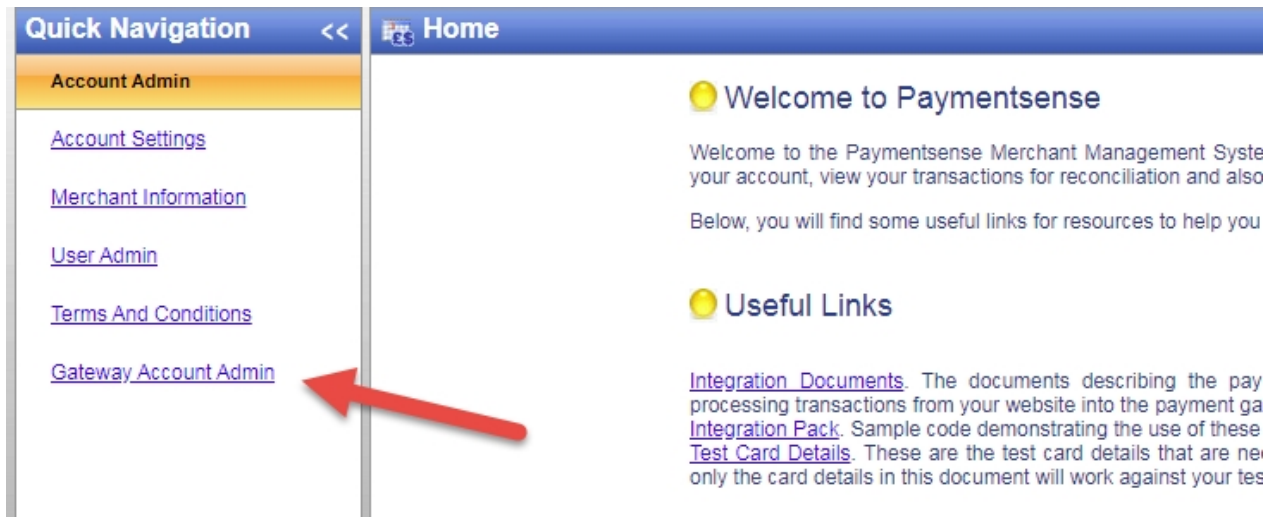 Quick Navigation <<
Account Admin
Account Settings
Merchant Information
User Admin
Terms And Conditions
Gateway Account Admin
Home
Welcome to Paymentsense
Welcome to the Paymentsense Merchant Management Syste
your account, view your transactions for reconciliation and also
Below, you will find some useful links for resources to help you
Useful Links
Integration Documents. The documents describing the pay
processing transactions from your website into the payment ga
Integration Pack. Sample code demonstrating the use of these
Test Card Details. These are the test card details that are ne
only the card details in this document will work against your tes